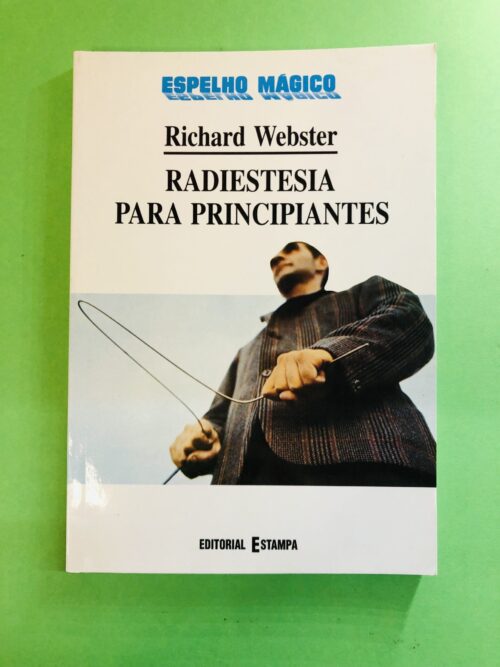 ESPELHO MÁGICO
Richard Webster
RADIESTESIA
PARA PRINCIPIANTES
EDITORIAL ESTAMPA